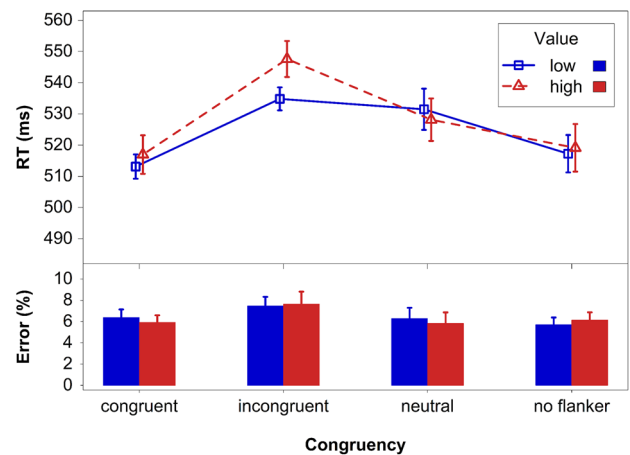 560
550
540
530
520
510
500
490
RT (ms)
Value
low
high
10
8
6
4
2
0
Error (%)
congruent
incongruent
neutral
no flanker
Congruency